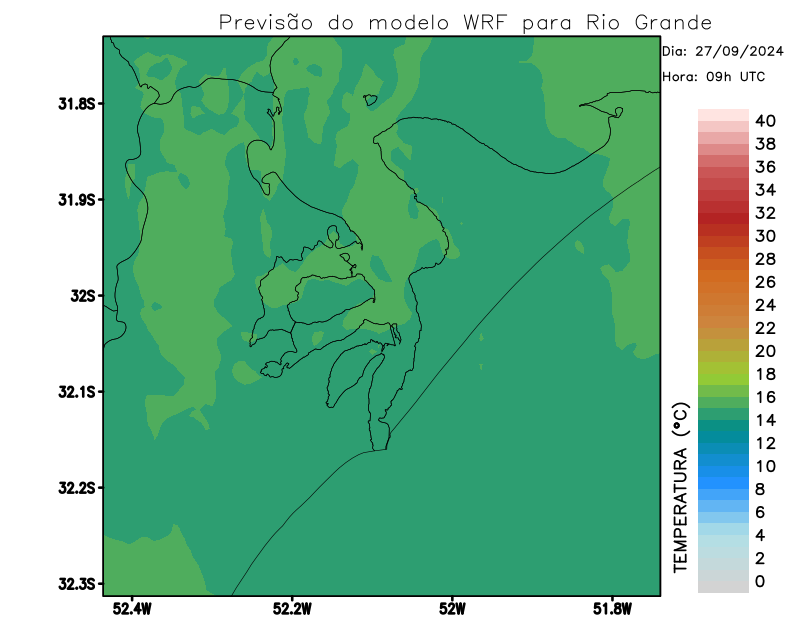 Previsão do modelo WRF para Rio Grande
Dia: 27/09/2024
Hora: 09h UTC
31.8S
31.9S
32S
32.1S
32.2S
32.3S
52.4W
52.2W
52W
51.8W
TEMPERATURA (°C)
40
38
36
34
32
30
28
26
24
22
20
18
16
14
12
10
8
6
4
2
0